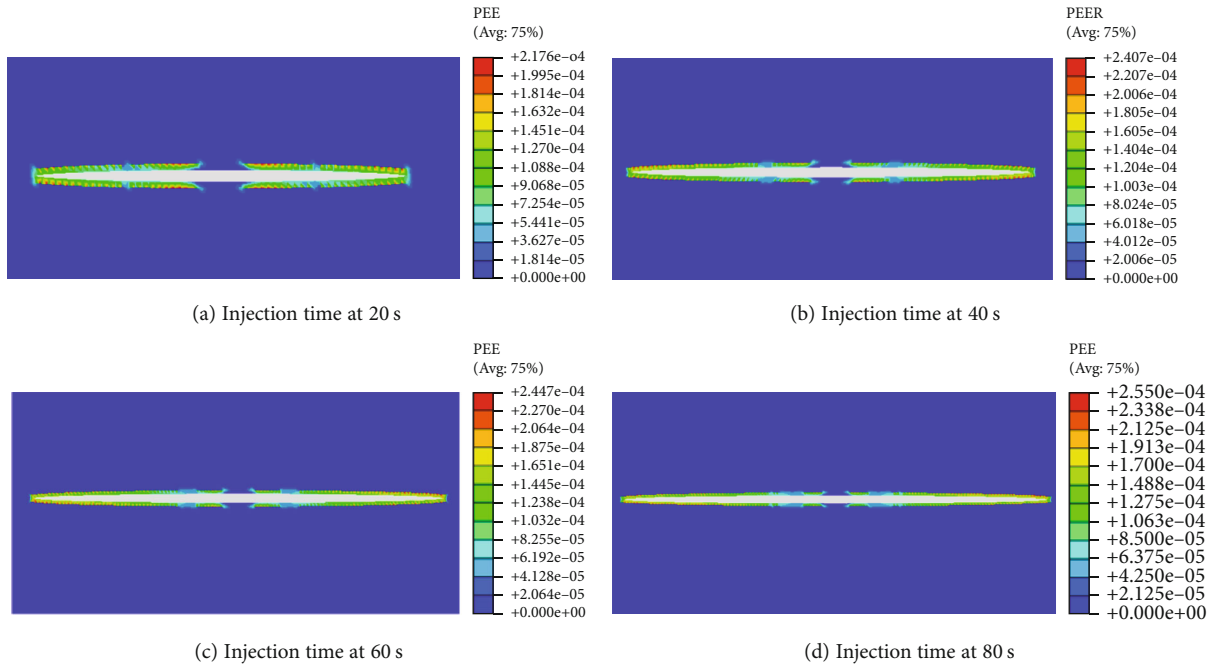 PEE
(Avg: 75%)
+2.176e−o4
+1.995e−04
+1.814e−04
+1.632e−04
+1.451e−04
+1.270e−04
+1.088e−04
+9.068e−05
+7.254e−05
+5.441e−05
+3.627e−05
+1.814e−05
+0.000e+00
(a) Injection time at 20 s
PEER
(Avg: 75%)
+2.407e−04
+2.207e−04
+2.006e−04
+1.805e−04
+1.605e−04
+1.404e−04
+1.204e−04
+1.003e−04
+8.024e−05
+6.018e−05
+4.012e−05
+2.006e−05
+0.000e+00
(b) Injection time at 40 s
PEE
(Avg: 75%)
+2.447e−04
+2.270e−04
+2.064e−04
+1.875e−04
+1.651e−04
+1.445e−04
+1.238e−04
+1.032e−04
+8.255e−05
+6.192e−05
+4.128e−05
+2.064e−05
+0.000e+00
(c) Injection time at 60 s
PEE
(Avg: 75%)
+2.550e−04
+2.338e−04
+2.125e−04
+1.913e−04
+1.700e−04
+1.488e−04
+1.275e−04
+1.063e−04
+8.500e−05
+6.375e−05
+4.250e−05
+2.125e−05
+0.000e+00
(d) Injection time at 80 s